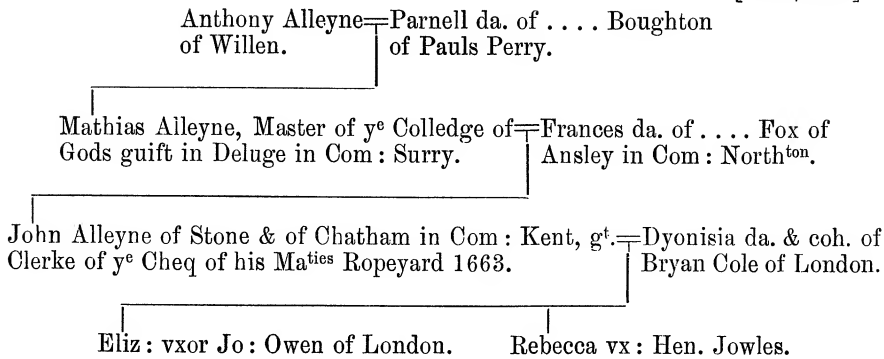 Anthony Alleyne=Parnell da. of .... Boughton
of Willen. of Pauls Perry.
Mathias Alleyne, Master of yᵉ Colledge of=Frances da. of .... Fox of
Gods guift in Deluge in Com: Surry. Ansley in Com: Northᵗᵒⁿ.
John Alleyne of Stone & of Chatham in Com: Kent, gᵗ.=Dyonisia da. & coh. of
Clerke of yᵉ Cheq of his Maᵗⁱᵉˢ Ropeyard 1663. Bryan Cole of London.
Eliz: vxor Jo: Owen of London. Rebecca vx: Hen. Jowles.